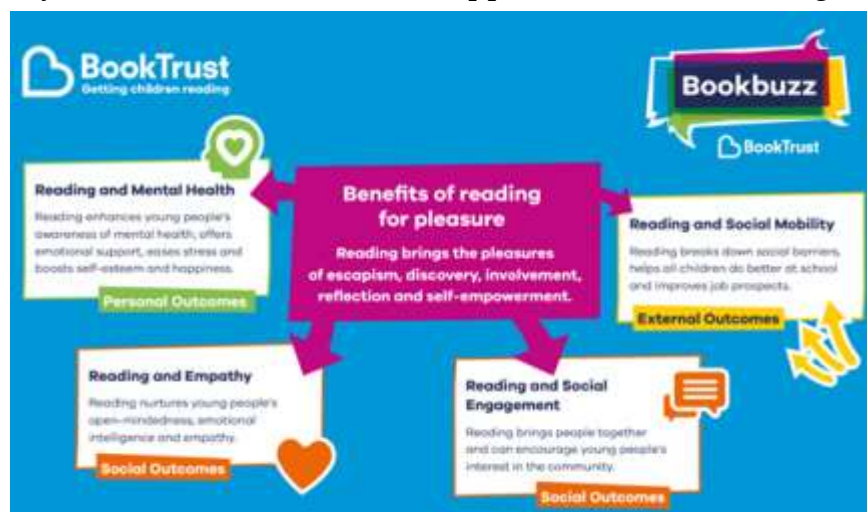 BookTrust
Getting children reading
Bookbuzz
BookTrust
Benefits of reading
for pleasure
Reading brings the pleasures
of escapism, discovery, involvement,
reflection and self-empowerment.
Reading and Mental Health
Reading enhances young people's
awareness of mental health, offers
emotional support, eases stress and
boosts self-esteem and happiness.
Personal Outcomes
Reading and Social Mobility
Reading breaks down social barriers,
helps all children do better at school
and improves job prospects.
External Outcomes
Reading and Empathy
Reading nurtures young people's
open-mindedness, emotional
intelligence and empathy.
Social Outcomes
Reading and Social
Engagement
Reading brings people together
and can encourage young people's
interest in the community.
Social Outcomes